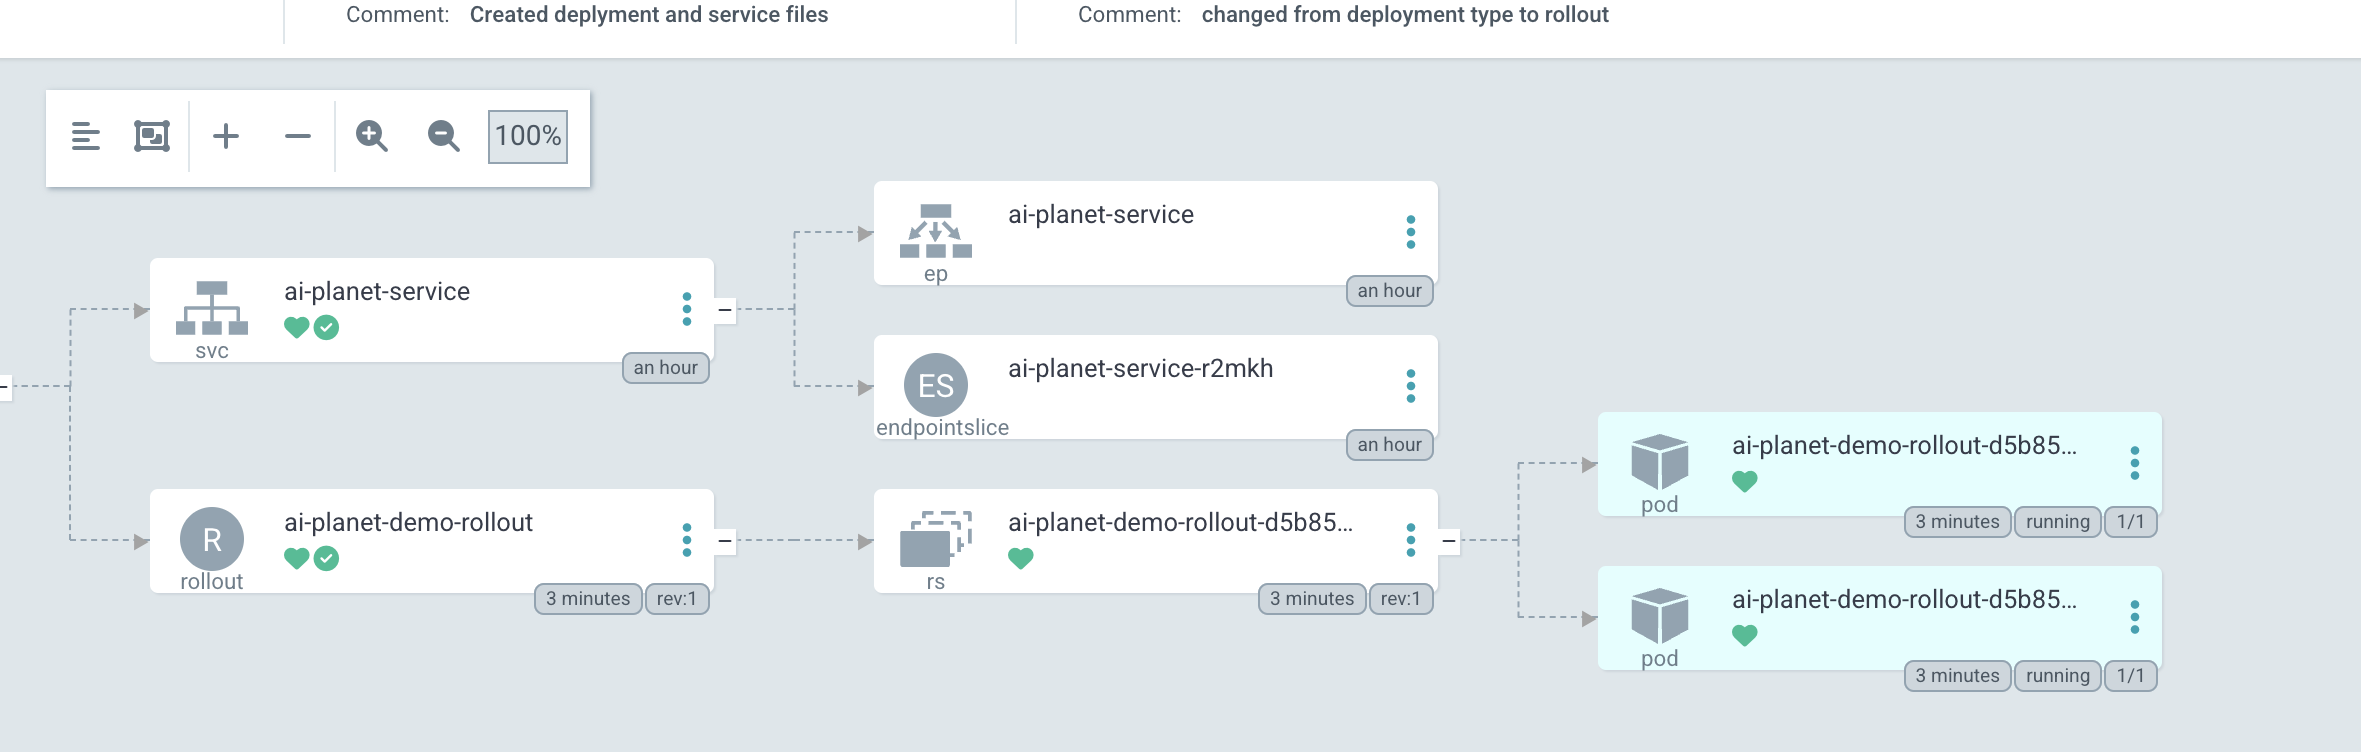 Comment: Created deplyment and service files
Comment: changed from deployment type to rollout
100%
ai-planet-service
svc
an hour
ai-planet-service
ep
an hour
ES
ai-planet-service-r2mkh
endpointslice
an hour
R
ai-planet-demo-rollout
rollout
3 minutes rev:1
ai-planet-demo-rollout-d5b85...
rs
3 minutes rev:1
ai-planet-demo-rollout-d5b85...
pod
3 minutes running 1/1
ai-planet-demo-rollout-d5b85...
pod
3 minutes running 1/1